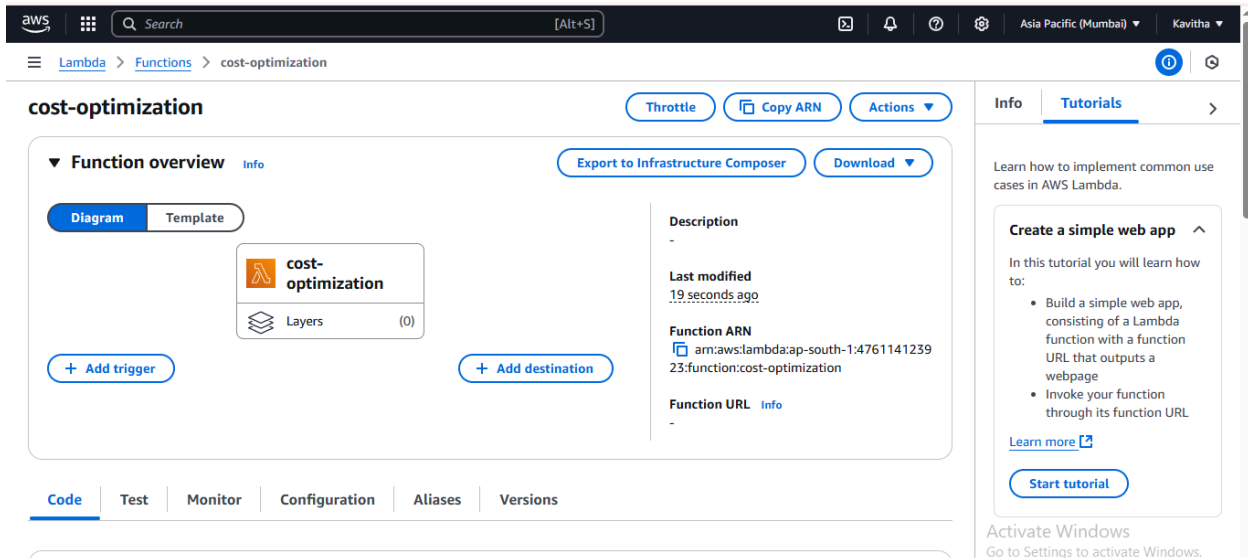 aws
Search
[Alt+S]
Asia Pacific (Mumbai) ▼
Kavitha ▼
Lambda > Functions > cost-optimization
cost-optimization
Throttle
Copy ARN
Actions ▼
▼ Function overview Info
Export to Infrastructure Composer
Download ▼
Diagram
Template
cost-
optimization
Layers (0)
+ Add trigger
+ Add destination
Description
-
Last modified
19 seconds ago
Function ARN
arn:aws:lambda:ap-south-1:4761141239
23:function:cost-optimization
Function URL Info
-
Code
Test
Monitor
Configuration
Aliases
Versions
Info
Tutorials
Learn how to implement common use
cases in AWS Lambda.
Create a simple web app
In this tutorial you will learn how
to:
• Build a simple web app,
consisting of a Lambda
function with a function
URL that outputs a
webpage
• Invoke your function
through its function URL
Learn more
Start tutorial
Activate Windows
Go to Settings to activate Windows.